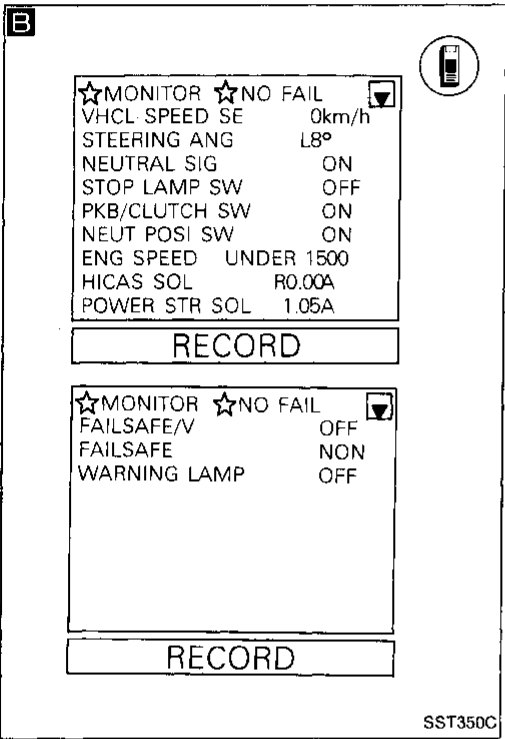 B
☆MONITOR ☆NO FAIL
VHCL SPEED SE 0km/h
STEERING ANG L8°
NEUTRAL SIG ON
STOP LAMP SW OFF
PKB/CLUTCH SW ON
NEUT POSI SW ON
ENG SPEED UNDER 1500
HICAS SOL R0.00A
POWER STR SOL 1.05A
RECORD
☆MONITOR ☆NO FAIL
FAILSAFE/V OFF
FAILSAFE NON
WARNING LAMP OFF
RECORD
SST350C